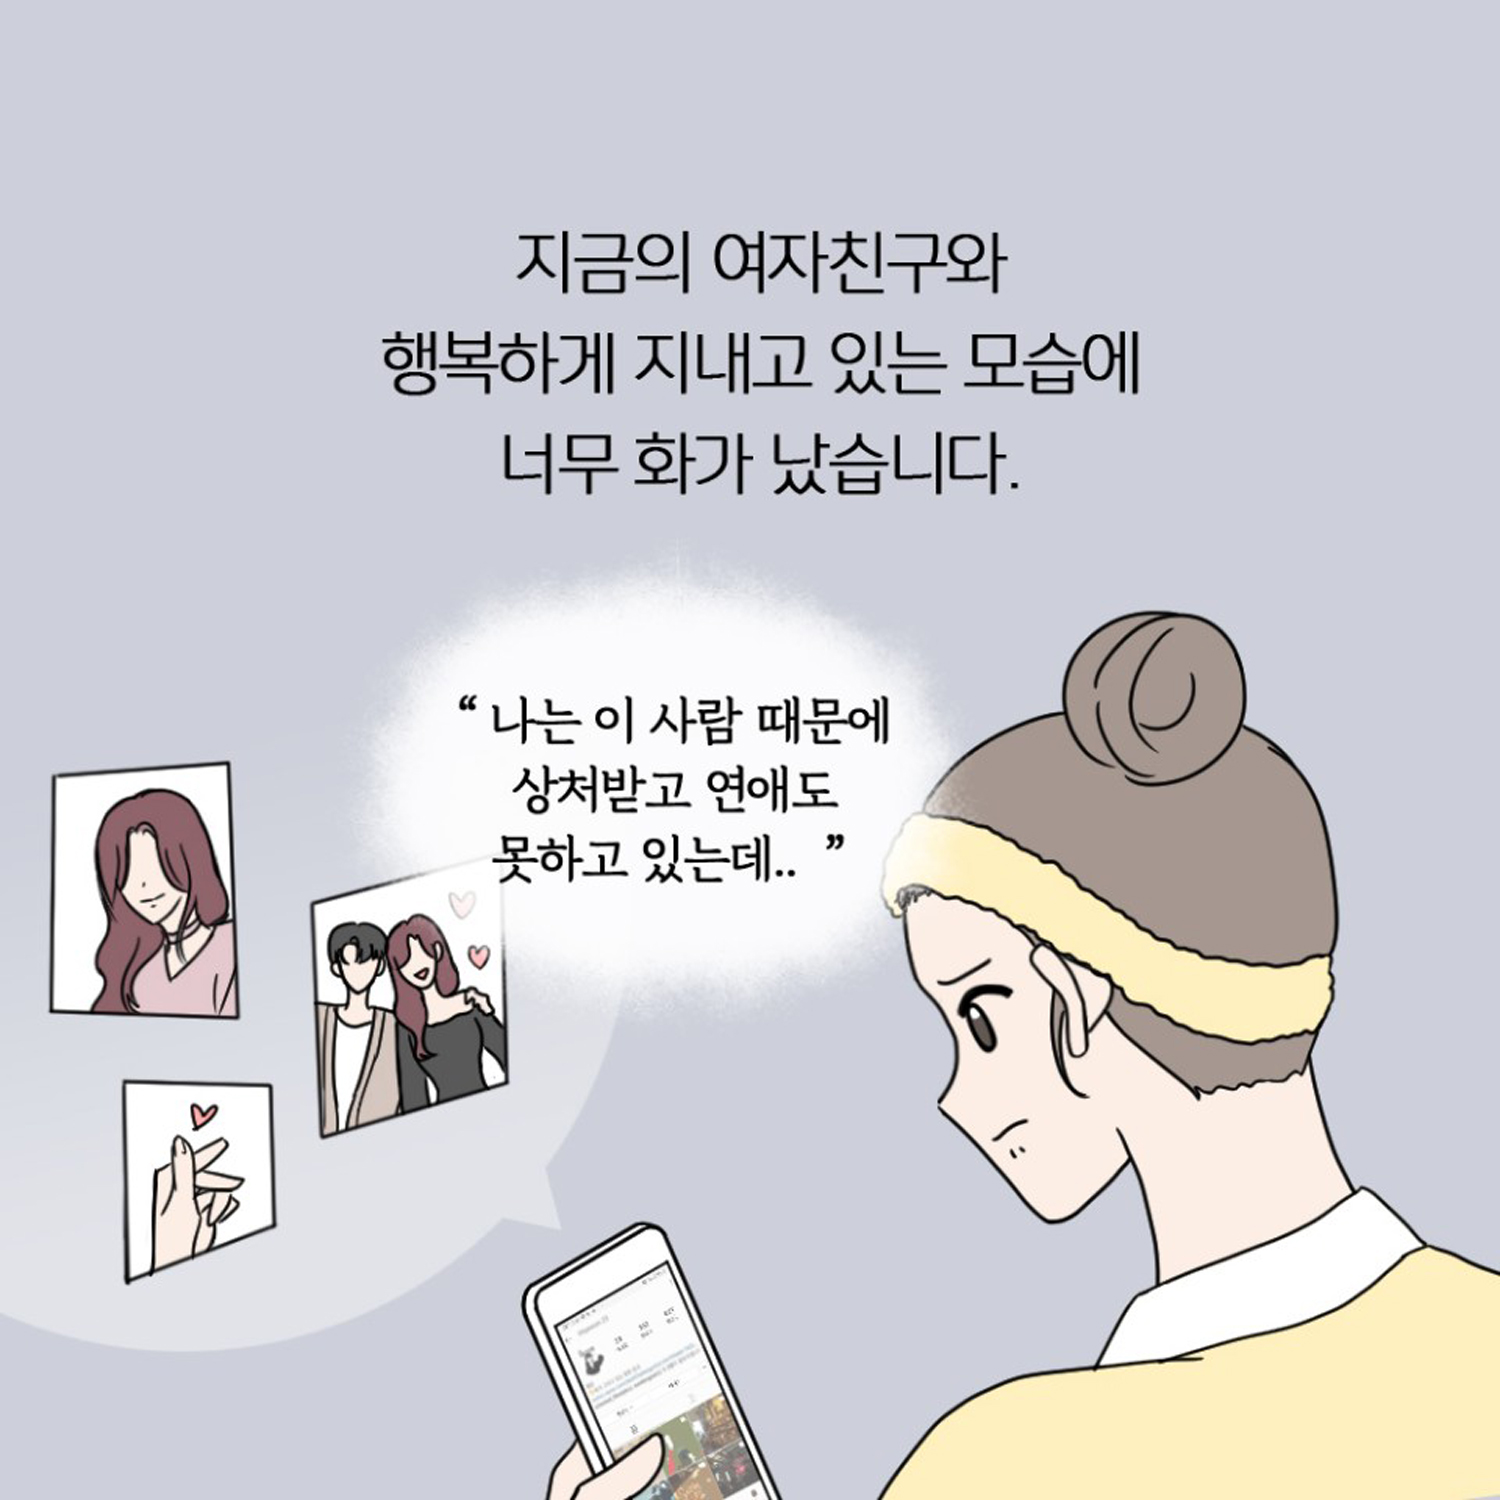 지금의 여자친구와
행복하게 지내고 있는 모습에
너무 화가 났습니다.
“ 나는 이 사람 때문에
상처받고 연애도
못하고 있는데.. ”